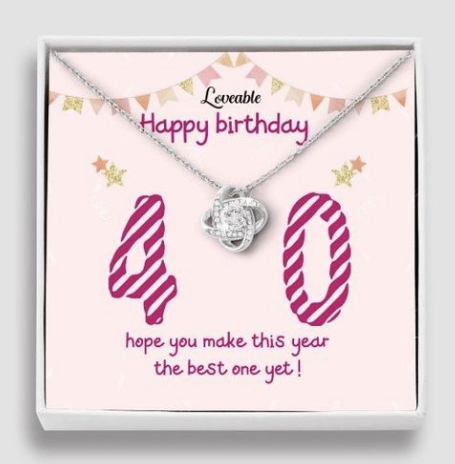 Loveable
Happy birthday
40
hope you make this year
the best one yet!